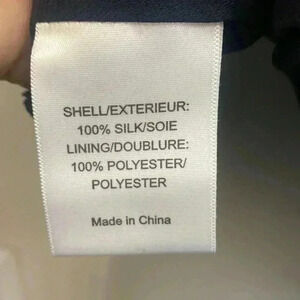 SHELL/EXTERIEUR:
100% SILK/SOIE
LINING/DOUBLURE:
100% POLYESTER/
POLYESTER
Made in China